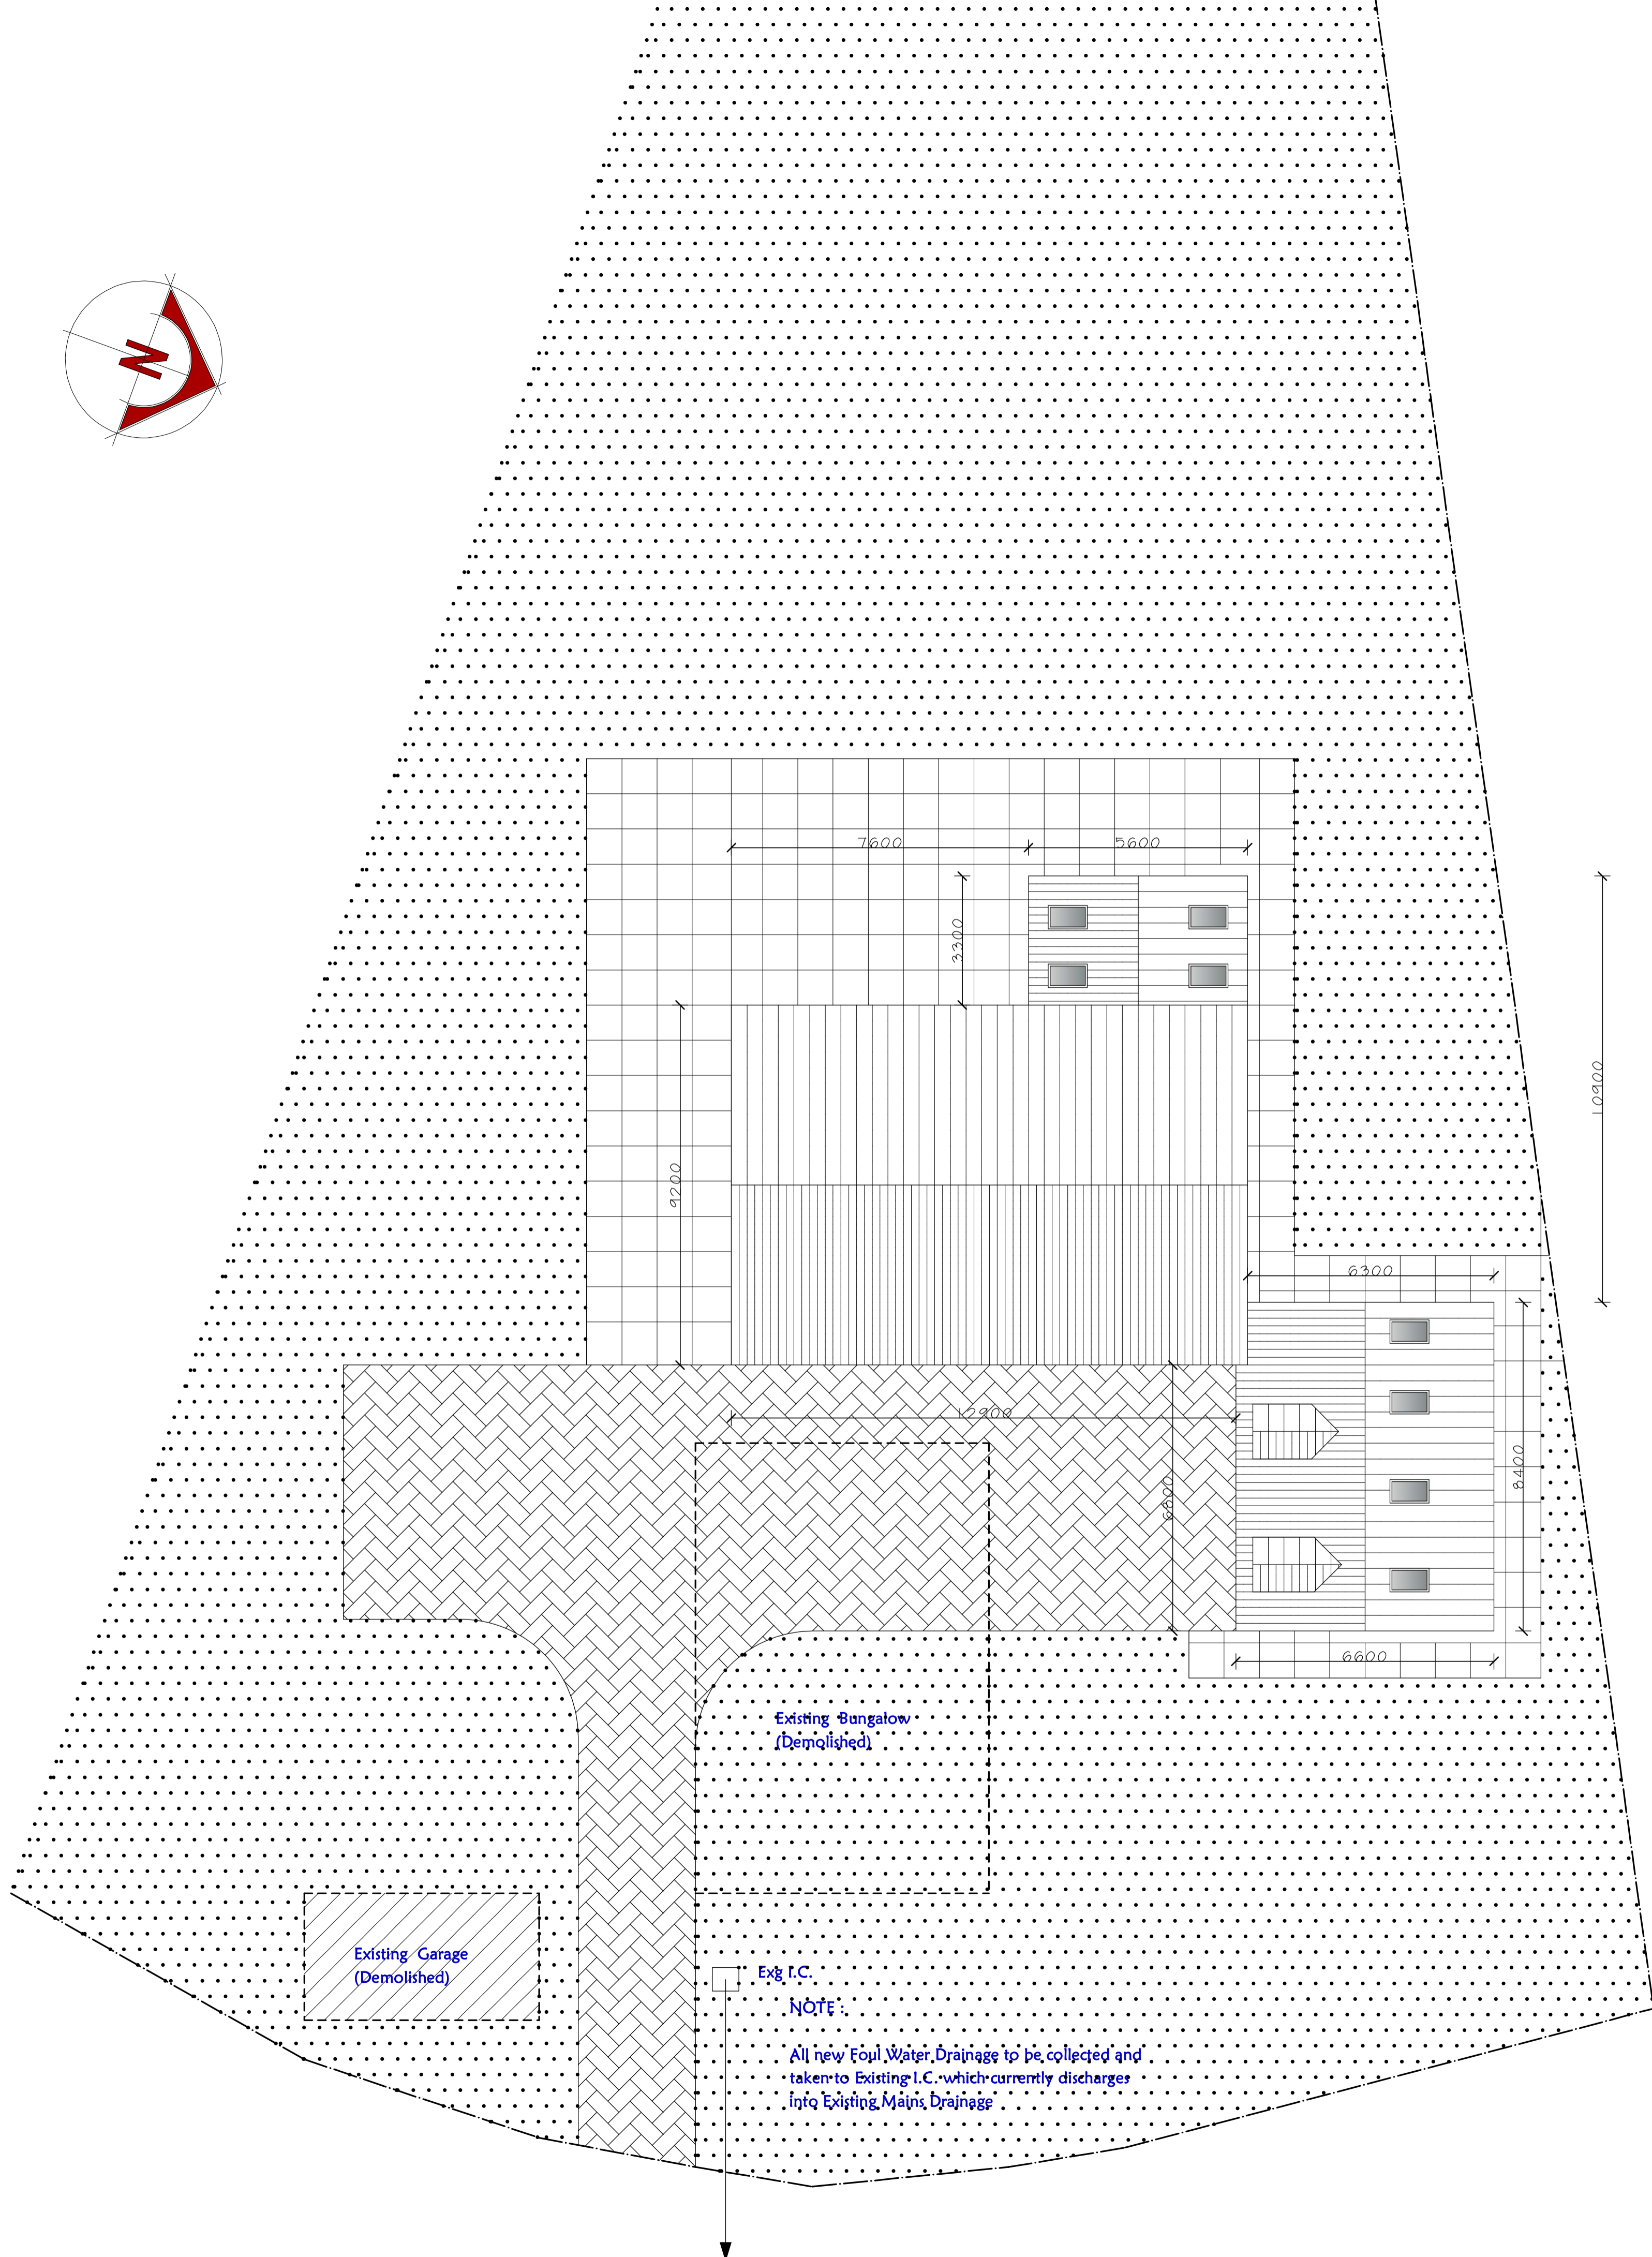 N
7600
5600
3300
10900
9200
6300
12900
8400
6800
6600
Existing Bungalow
(Demolished)
Existing Garage
(Demolished)
Exg I.C.
NOTE :
All new Foul Water Drainage to be collected and
taken to Existing I.C. which currently discharges
into Existing Mains Drainage